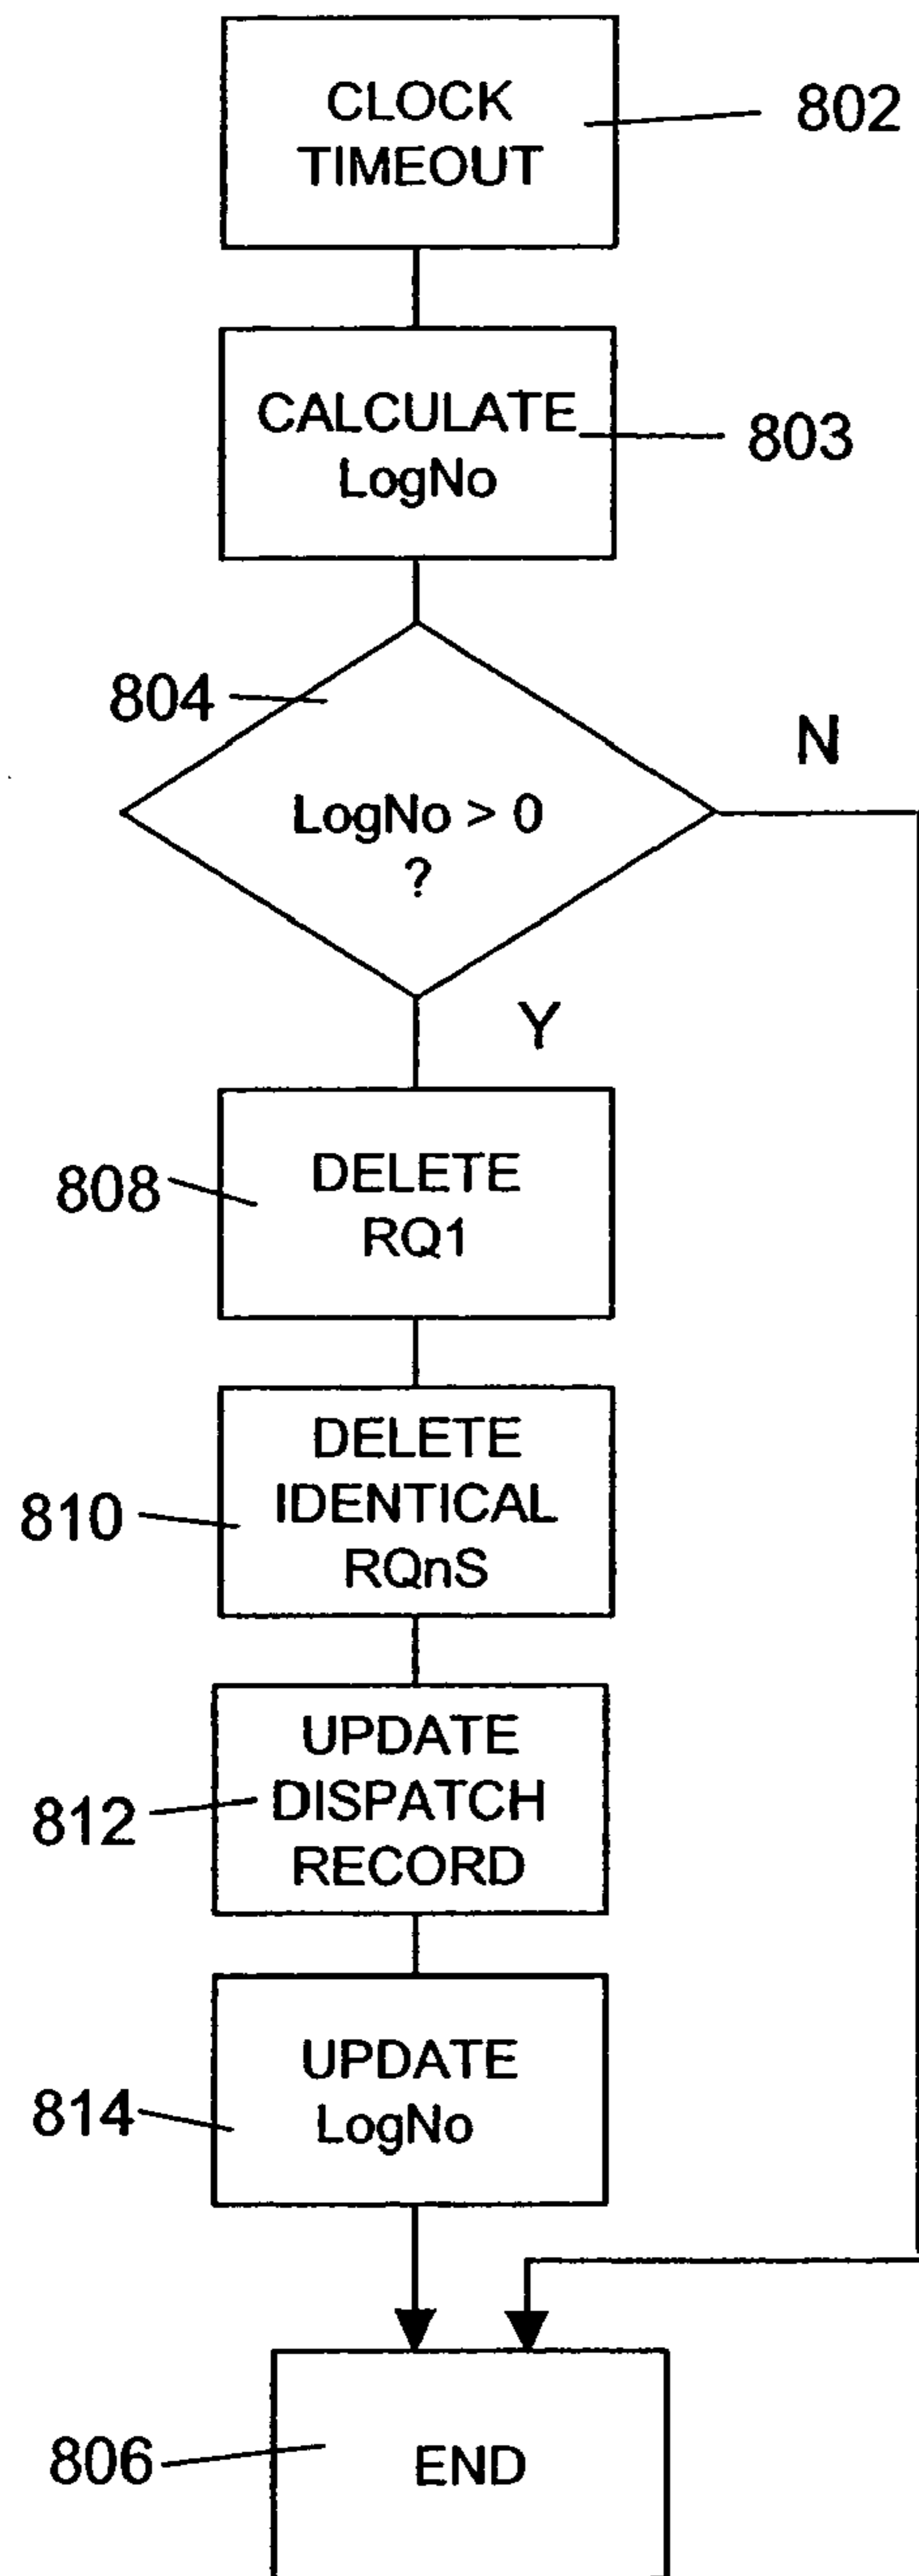 CLOCK
TIMEOUT
802
CALCULATE
LogNo
803
804
N
LogNo > 0
?
Y
808
DELETE
RQ1
810
DELETE
IDENTICAL
RQnS
812
UPDATE
DISPATCH
RECORD
814
UPDATE
LogNo
806
END